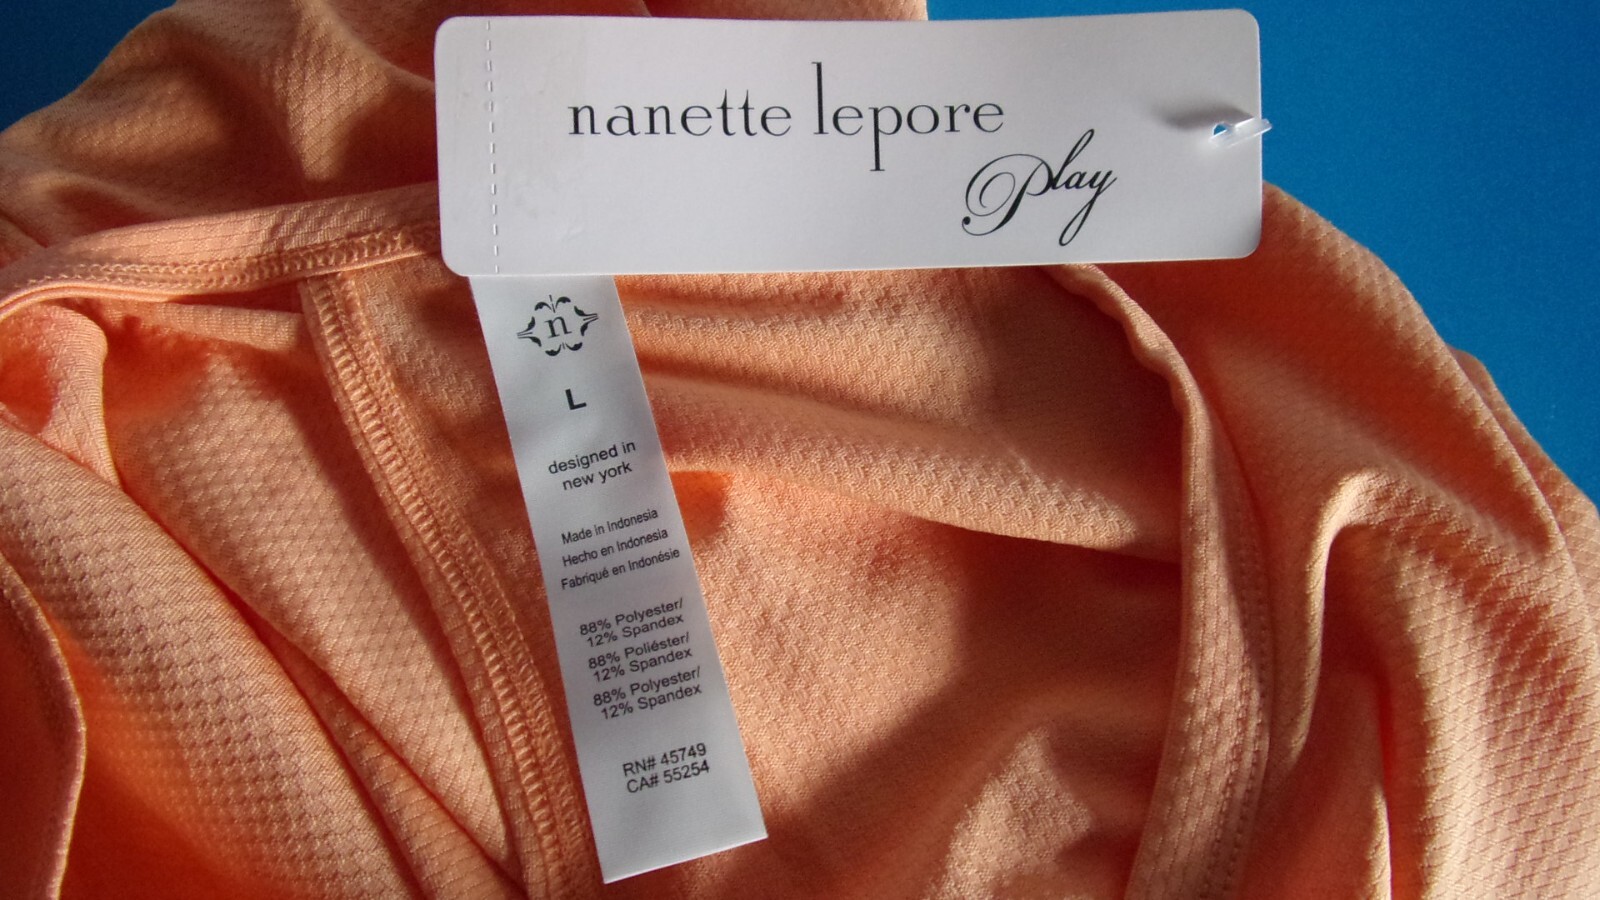 nanette lepore
Play
n
L
designed in
new york
Made in Indonesia
Hecho en Indonesia
Fabriqué en Indonésie
88% Polyester/
12% Spandex
88% Poliéster/
12% Spandex
88% Polyester/
12% Spandex
RN# 45749
CA# 55254